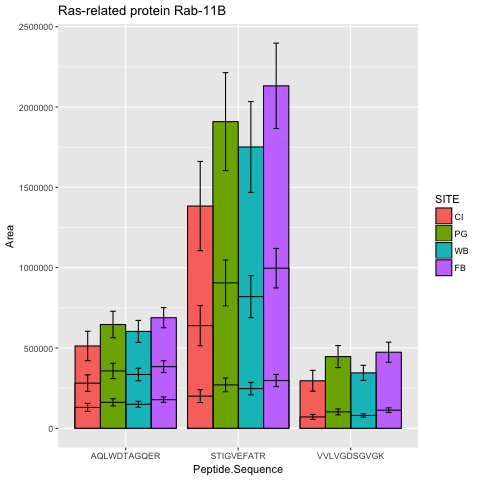 Ras-related protein Rab-11B
2500000
2000000
1500000
1000000
500000
0
Area
AQLWDTAGQER
STIGVEFATR
VVLVGDSGVGK
Peptide.Sequence
SITE
CI
PG
WB
FB